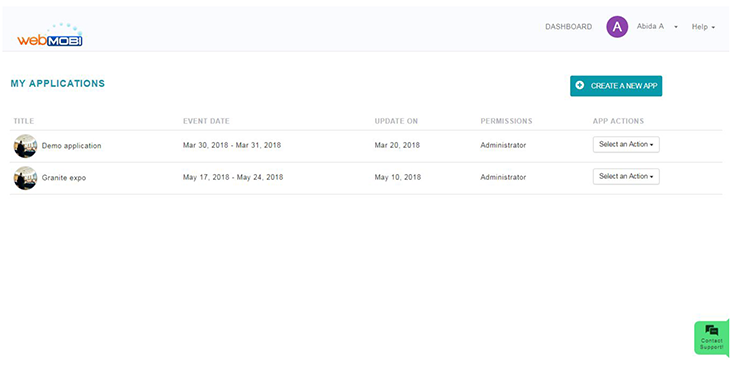 webMOBI
DASHBOARD A Abida A Help
MY APPLICATIONS
CREATE A NEW APP
TITLE EVENT DATE UPDATE ON PERMISSIONS APP ACTIONS
Demo application Mar 30, 2018 - Mar 31, 2018 Mar 20, 2018 Administrator Select an Action
Granite expo May 17, 2018 - May 24, 2018 May 10, 2018 Administrator Select an Action
Contact
Support!